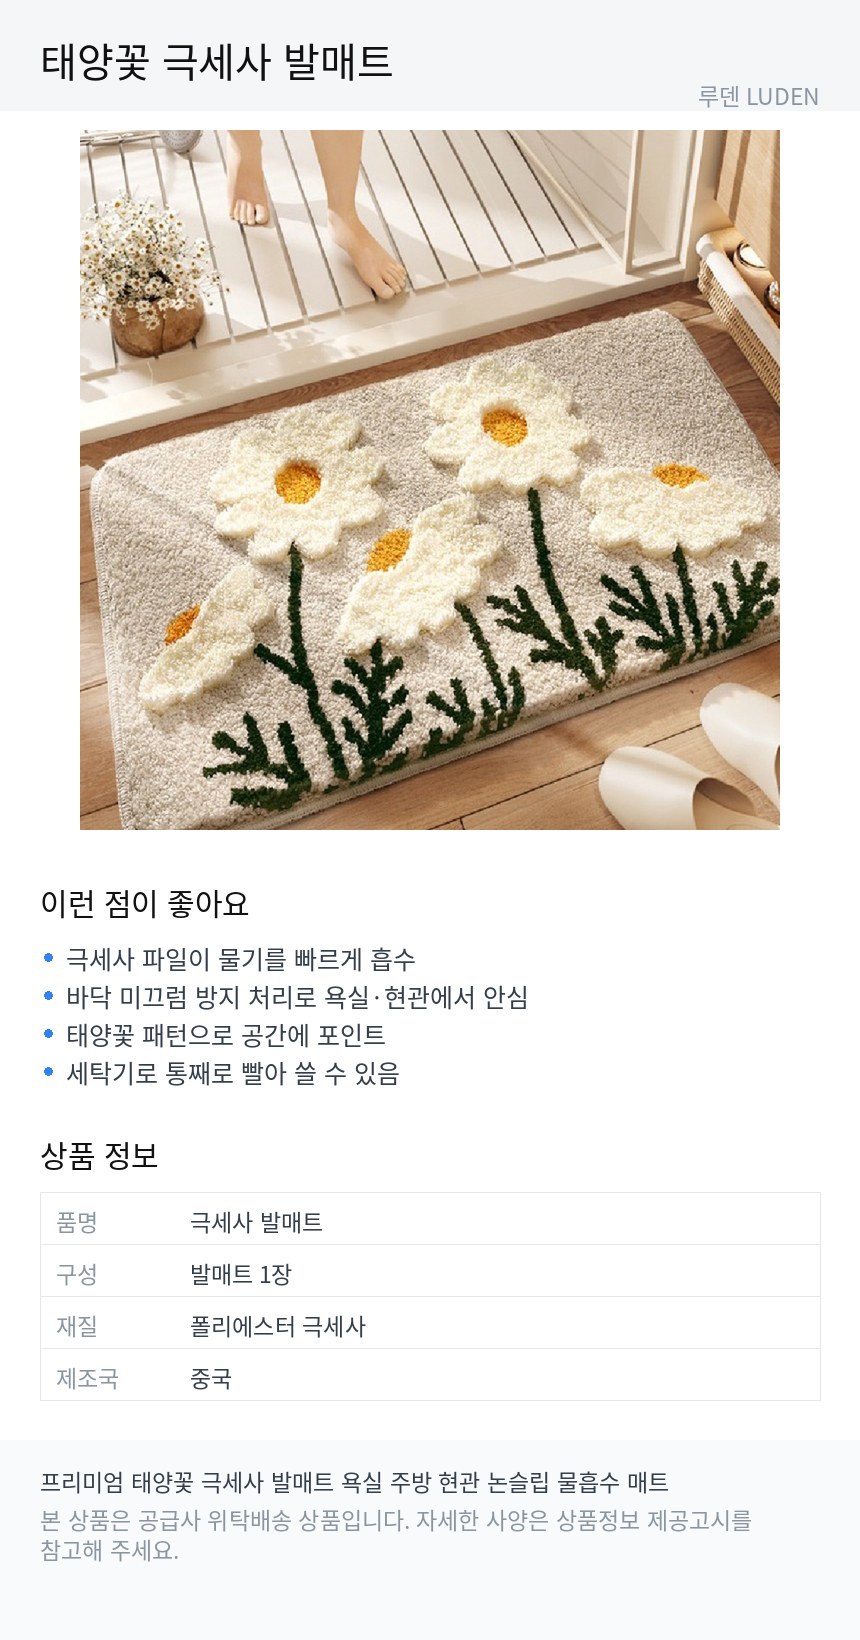 태양꽃 극세사 발매트
루덴 LUDEN
이런 점이 좋아요
극세사 파일이 물기를 빠르게 흡수
바닥 미끄럼 방지 처리로 욕실·현관에서 안심
태양꽃 패턴으로 공간에 포인트
세탁기로 통째로 빨아 쓸 수 있음
상품 정보
품명 극세사 발매트
구성 발매트 1장
재질 폴리에스터 극세사
제조국 중국
프리미엄 태양꽃 극세사 발매트 욕실 주방 현관 논슬립 물흡수 매트
본 상품은 공급사 위탁배송 상품입니다. 자세한 사양은 상품정보 제공고시를
참고해 주세요.